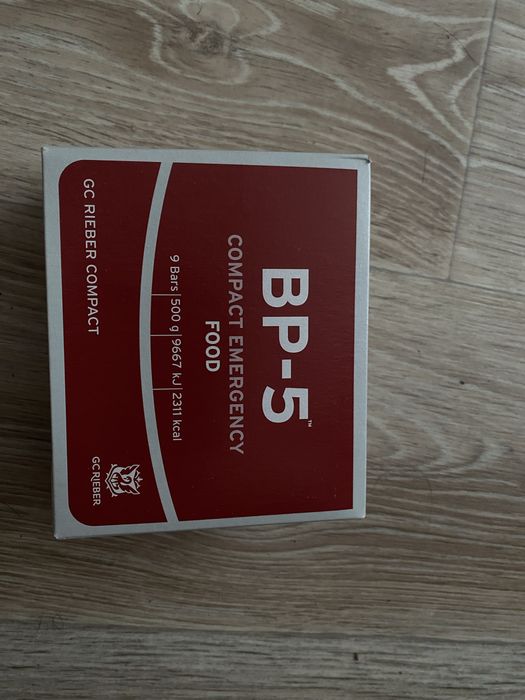 BP-5™
COMPACT EMERGENCY
FOOD
9 Bars | 500 g | 9667 kJ | 2311 kcal
GC RIEBER COMPACT
GC RIEBER